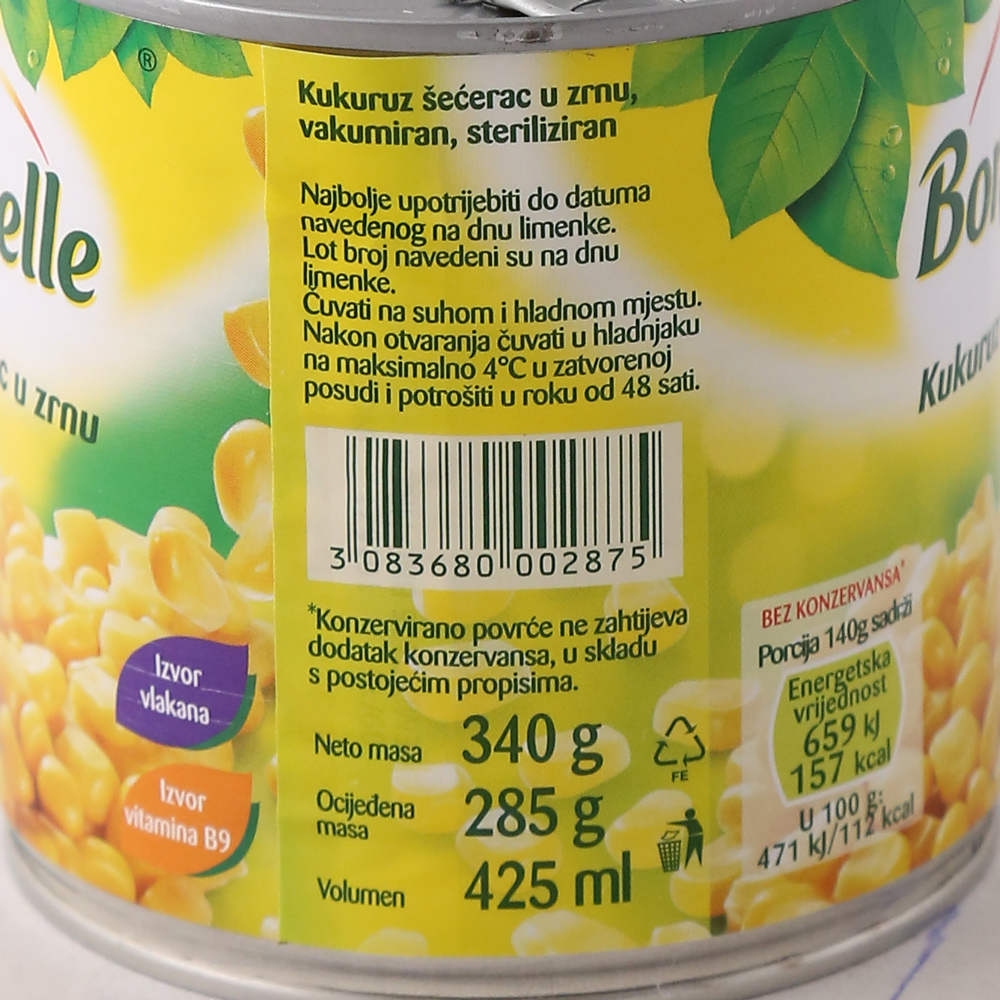 ®
elle
c u zrnu
Izvor
vlakana
Izvor
vitamina B9
Kukuruz šećerac u zrnu,
vakumiran, steriliziran
Najbolje upotrijebiti do datuma
navedenog na dnu limenke.
Lot broj navedeni su na dnu
limenke.
Čuvati na suhom i hladnom mjestu.
Nakon otvaranja čuvati u hladnjaku
na maksimalno 4°C u zatvorenoj
posudi i potrošiti u roku od 48 sati.
3 083680 002875
*Konzervirano povrće ne zahtijeva
dodatak konzervansa, u skladu
s postojećim propisima.
Neto masa 340 g
Ocijeđena
masa 285 g
Volumen 425 ml
FE
Bon
Kukuru
BEZ KONZERVANSA*
Porcija 140g sadrži
Energetska
vrijednost
659 kJ
157 kcal
U 100 g:
471 kJ/112 kcal